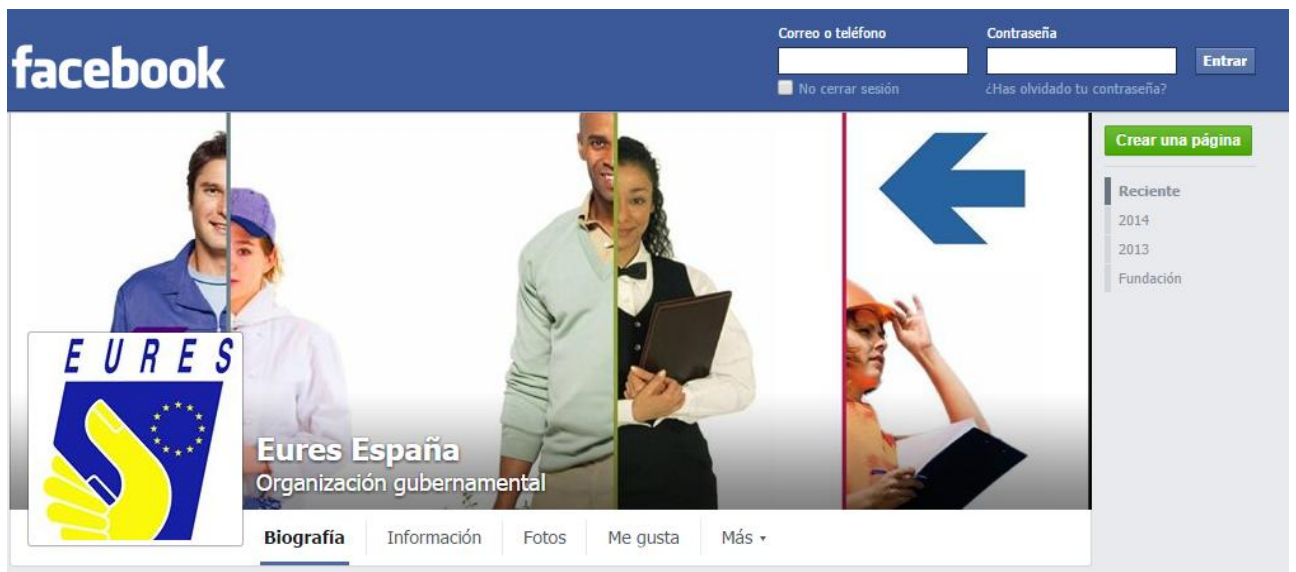 facebook
Correo o teléfono
Contraseña
Entrar
No cerrar sesión
¿Has olvidado tu contraseña?
Crear una página
Reciente
2014
2013
Fundación
EURES
Eures España
Organización gubernamental
Biografía Información Fotos Me gusta Más